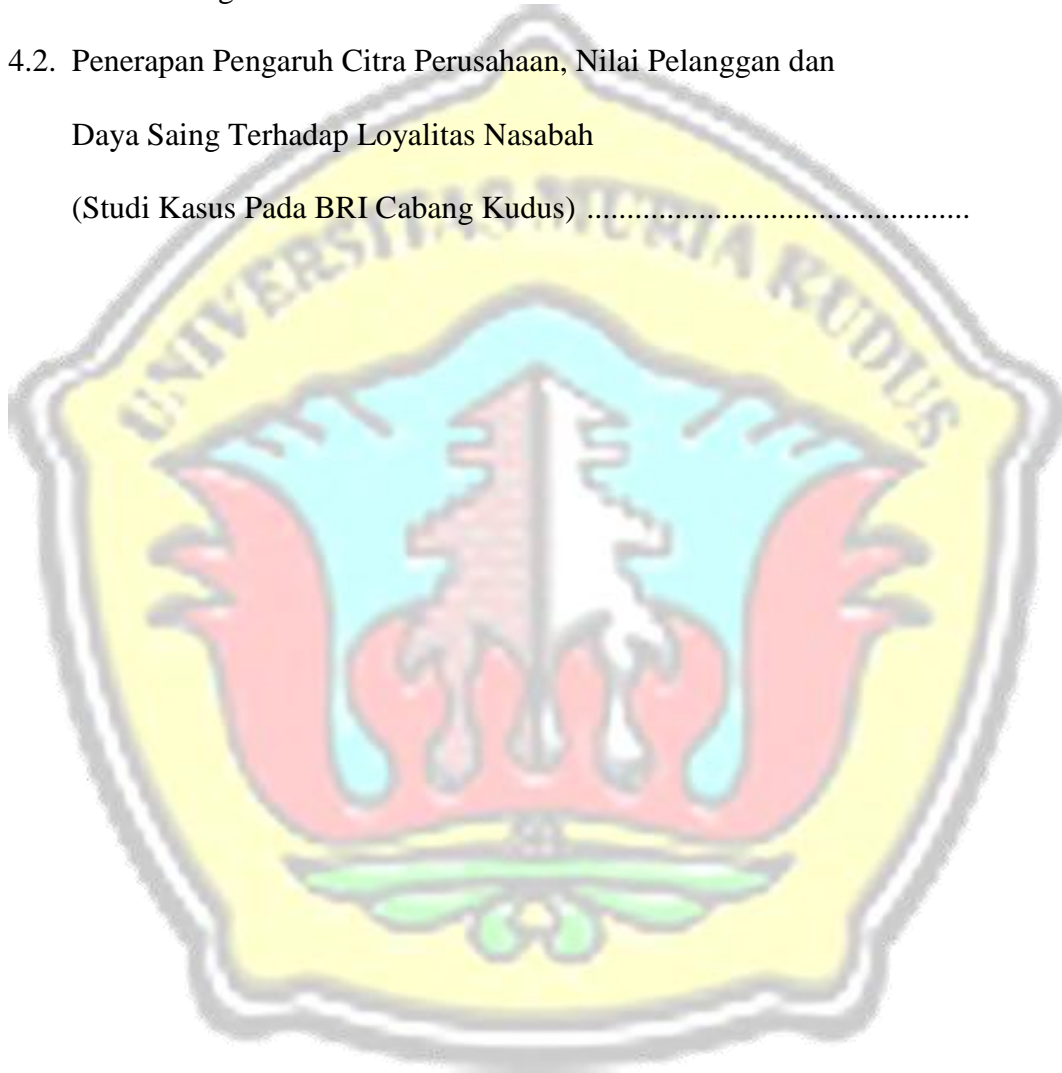 4.2. Penerapan Pengaruh Citra Perusahaan, Nilai Pelanggan dan
Daya Saing Terhadap Loyalitas Nasabah
(Studi Kasus Pada BRI Cabang Kudus) ................................................
UNIVERSITAS MURIA KUDUS